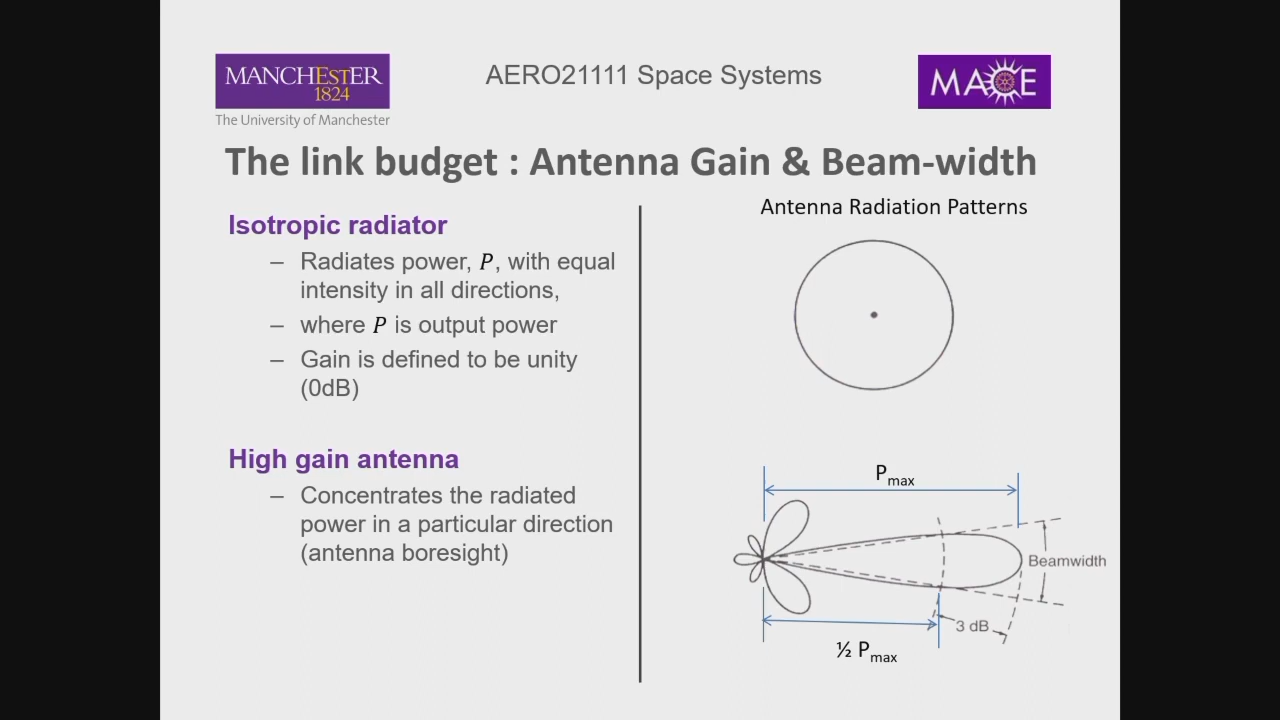 MANCHEStER
1824
The University of Manchester
AERO21111 Space Systems
MACE
The link budget : Antenna Gain & Beam-width
Isotropic radiator
– Radiates power, P, with equal
intensity in all directions,
– where P is output power
– Gain is defined to be unity
(0dB)
High gain antenna
– Concentrates the radiated
power in a particular direction
(antenna boresight)
Antenna Radiation Patterns
Pmax
Beamwidth
3 dB
½ Pmax